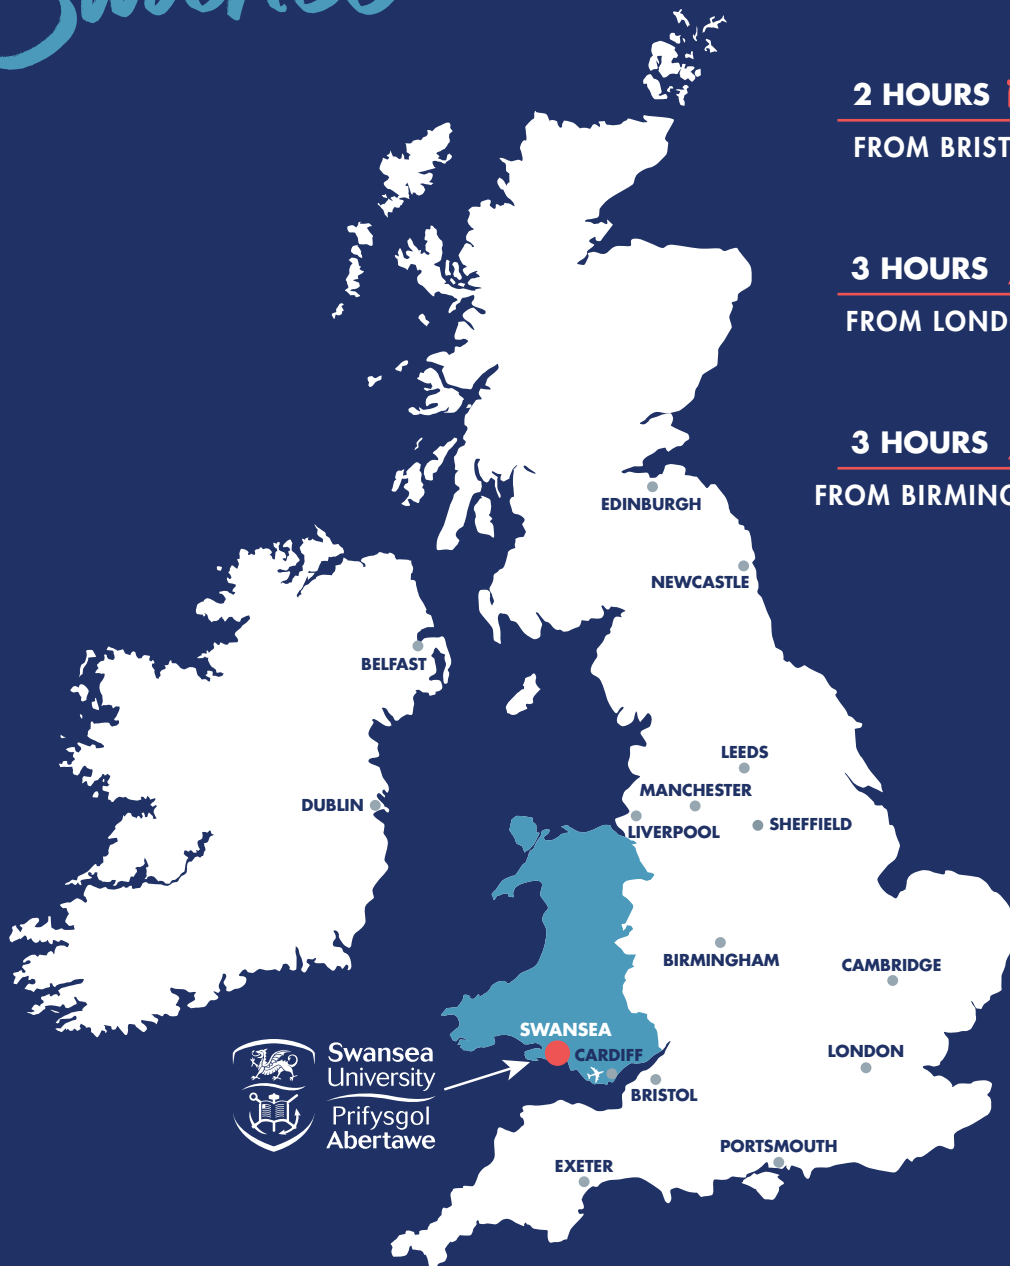 2 HOURS
FROM BRIST
3 HOURS
FROM LOND
3 HOURS
FROM BIRMING
EDINBURGH
NEWCASTLE
BELFAST
LEEDS
MANCHESTER
DUBLIN
LIVERPOOL
SHEFFIELD
BIRMINGHAM
CAMBRIDGE
SWANSEA
CARDIFF
LONDON
Swansea
University
Prifysgol
Abertawe
BRISTOL
PORTSMOUTH
EXETER